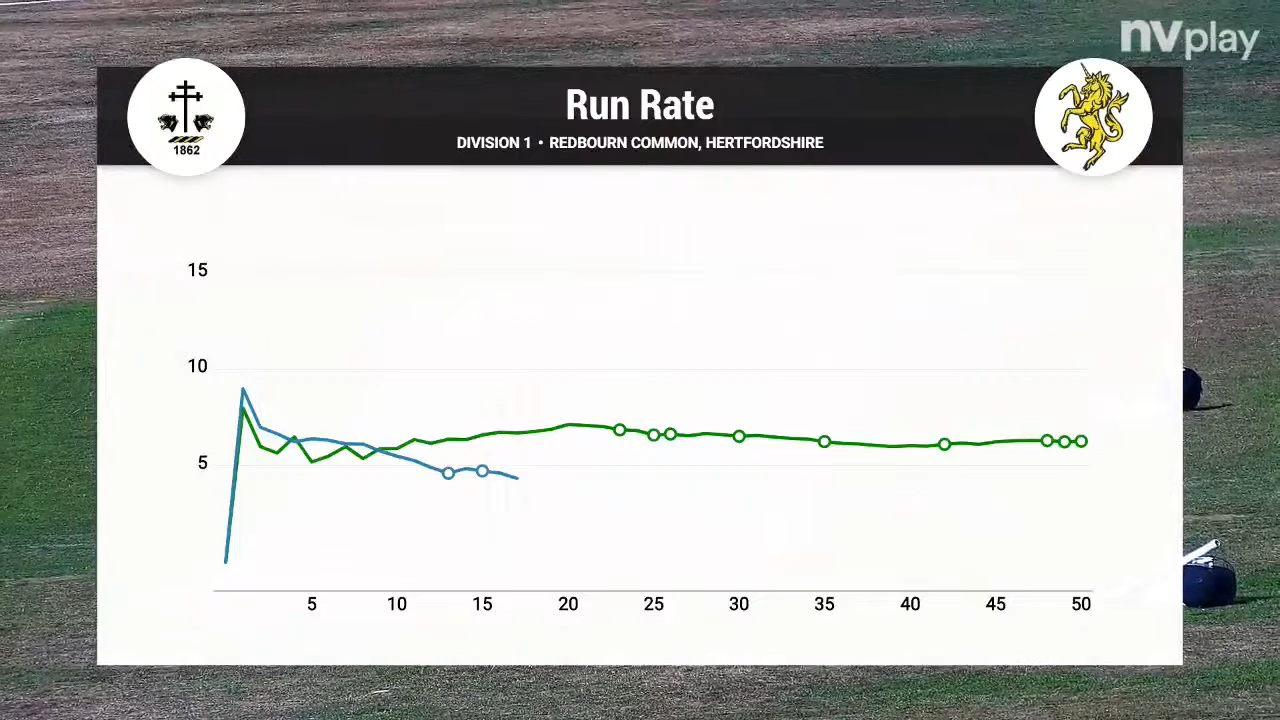 nvplay
Run Rate
DIVISION 1 • REDBOURN COMMON, HERTFORDSHIRE
1862
15
10
5
5 10 15 20 25 30 35 40 45 50